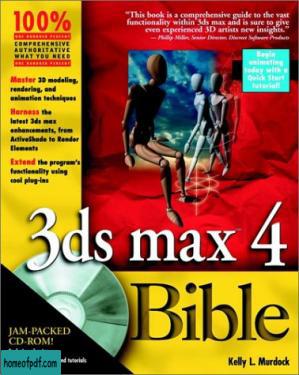 100%
ONE HUNDRED PERCENT
COMPREHENSIVE
AUTHORITATIVE
WHAT YOU NEED
ONE HUNDRED PERCENT
"This book is a comprehensive guide to the vast
functionality within 3ds max and is sure to give
even experienced 3D artists new insights."
— Phillip Miller, Senior Director, Discreet Software Products
Begin
animating
today with a
Quick Start
tutorial!
Master 3D modeling,
rendering, and
animation techniques
Harness the
latest 3ds max
enhancements, from
ActiveShade to Render
Elements
Extend the program's
functionality using
cool plug-ins
3ds max™ 4
Bible
JAM-PACKED
CD-ROM!
and tutorials
Kelly L. Murdock
homeofpdf.com